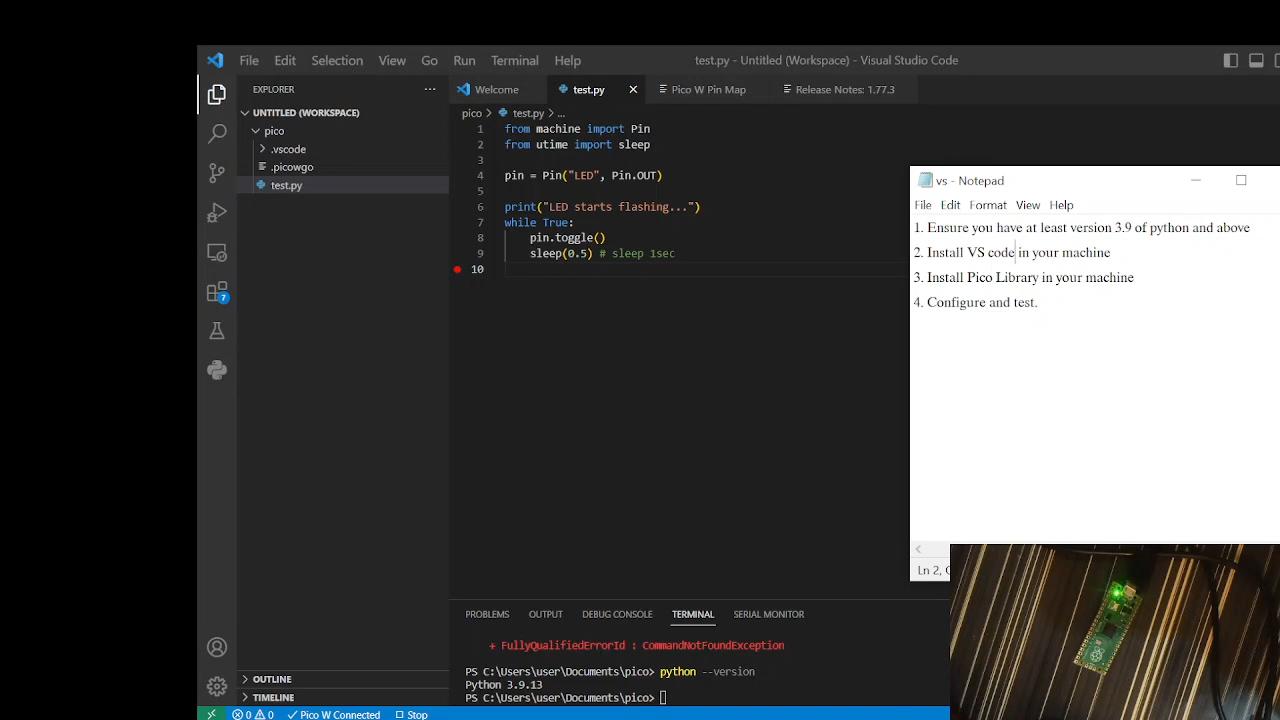 File Edit Selection View Go Run Terminal Help
test.py - Untitled (Workspace) - Visual Studio Code
EXPLORER
UNTITLED (WORKSPACE)
pico
.vscode
.picowgo
test.py
OUTLINE
TIMELINE
7
Welcome test.py Pico W Pin Map Release Notes: 1.77.3
pico > test.py > ...
1 from machine import Pin
2 from utime import sleep
3
4 pin = Pin("LED", Pin.OUT)
5
6 print("LED starts flashing...")
7 while True:
8 pin.toggle()
9 sleep(0.5) # sleep 1sec
10
PROBLEMS OUTPUT DEBUG CONSOLE TERMINAL SERIAL MONITOR
+ FullyQualifiedErrorId : CommandNotFoundException
PS C:\Users\user\Documents\pico> python --version
Python 3.9.13
PS C:\Users\user\Documents\pico>
0 0 Pico W Connected Stop
vs - Notepad
File Edit Format View Help
1. Ensure you have at least version 3.9 of python and above
2. Install VS code in your machine
3. Install Pico Library in your machine
4. Configure and test.
Ln 2,